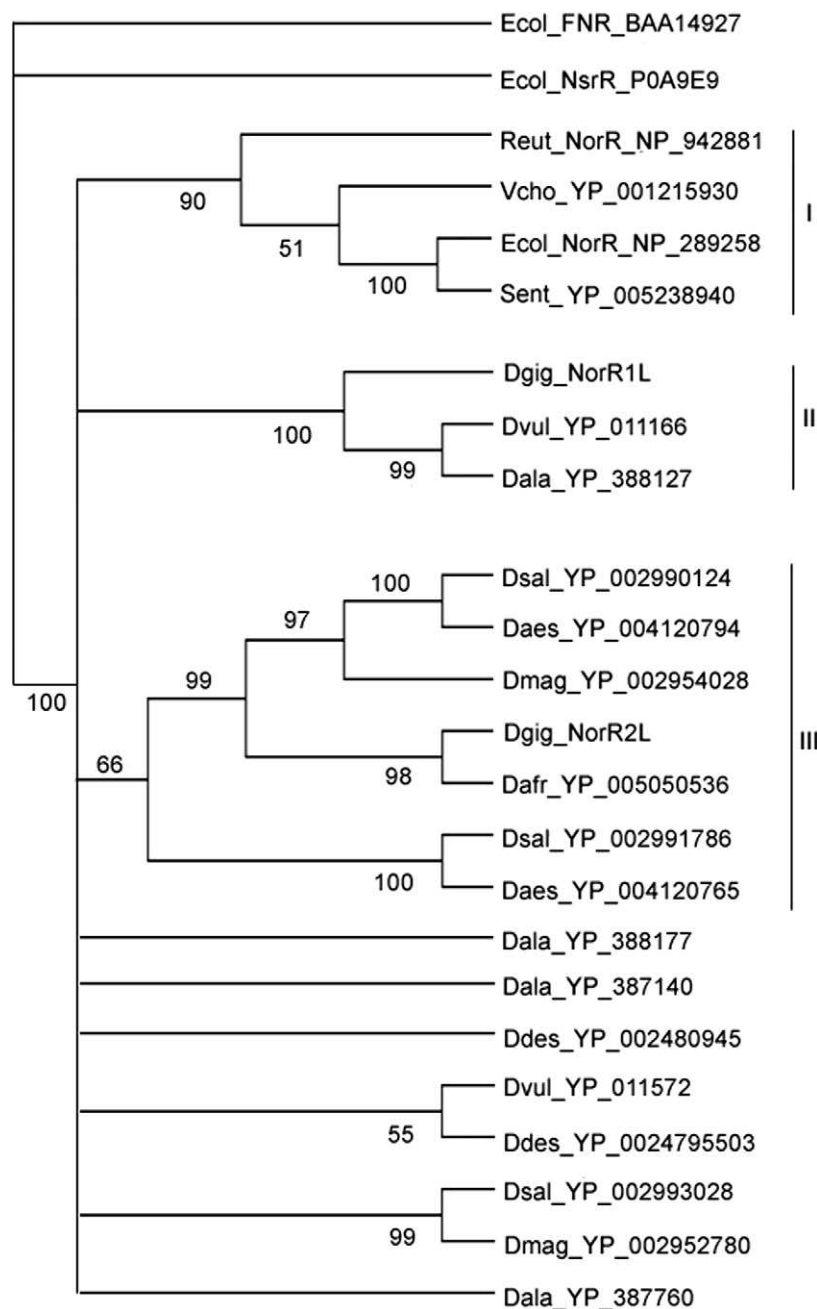 Ecol_FNR_BAA14927
Ecol_NsrR_P0A9E9
Reut_NorR_NP_942881
90
Vcho_YP_001215930
I
51
Ecol_NorR_NP_289258
100
Sent_YP_005238940
Dgig_NorR1L
II
100
Dvul_YP_011166
99
Dala_YP_388127
100
Dsal_YP_002990124
97
Daes_YP_004120794
99
Dmag_YP_002954028
100
III
Dgig_NorR2L
66
98
Dafr_YP_005050536
Dsal_YP_002991786
100
Daes_YP_004120765
Dala_YP_388177
Dala_YP_387140
Ddes_YP_002480945
Dvul_YP_011572
55
Ddes_YP_0024795503
Dsal_YP_002993028
99
Dmag_YP_002952780
Dala_YP_387760